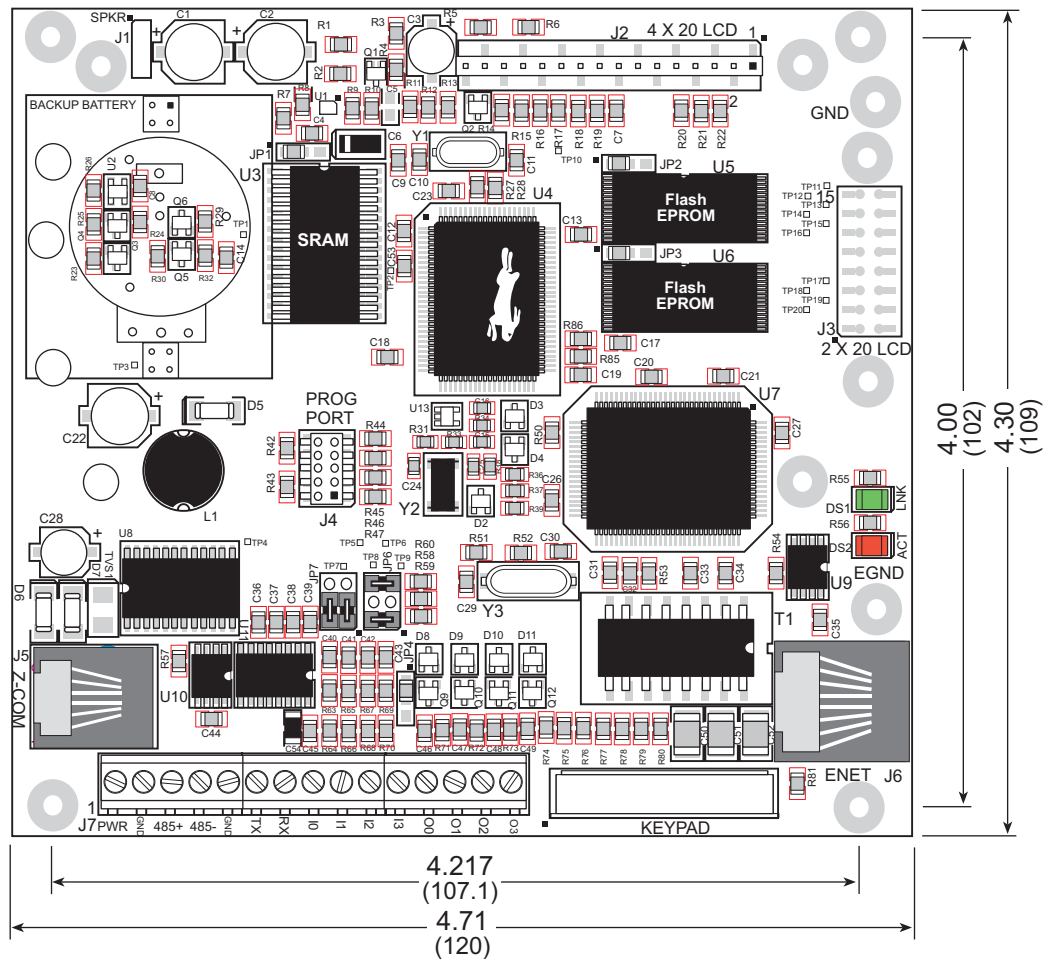 SPKR
J1
C1
C2
R1
R2
R3
C3
R5
R6
R4
Q1
J2
4 X 20 LCD
1
2
BACKUP BATTERY
R7
R8
U1
R9
R10
C5
R11
R12
R13
C4
C6
JP1
U3
Q2
R14
R15
R16
R17
R18
R19
C7
R20
R21
R22
GND
Y1
C9
C10
C11
C23
R27
R28
TP10
JP2
U5
Flash
EPROM
JP3
U6
Flash
EPROM
TP11
TP12
TP13
TP14
TP15
TP16
TP17
TP18
TP19
TP20
15
J3
2 X 20 LCD
R26
U2
C8
R25
Q4
Q3
R24
R23
Q6
R29
TP1
C14
R30
Q5
R32
TP3
SRAM
C12
C53
TP2
U4
C13
C18
R86
R85
C19
C17
C20
C21
U7
C22
D5
L1
PROG
PORT
R42
R43
R44
R45
R46
R47
J4
U13
C16
R34
R31
R33
D3
D4
R50
C24
R36
R37
R39
Y2
D2
C26
C27
R55
DS1
LNK
R56
DS2
ACT
EGND
C28
TVS1
D7
D6
U8
TP4
TP5
TP6
TP7
TP8
TP9
JP7
JP6
R60
R58
R59
R51
R52
C30
C29
Y3
C31
C32
R53
C33
C34
R54
U9
C35
T1
C36
C37
C38
C39
U11
C40
C41
C42
C43
JP4
D8
D9
D10
D11
J5
Z-COM
R57
U10
C44
R63
R65
R67
R69
Q9
Q10
Q11
Q12
C54
C45
R64
R66
R68
R70
C46
R71
C47
R72
C48
R73
C49
R74
R75
R76
R77
R78
R79
R80
C50
C51
C52
ENET
J6
R81
1
J7
PWR
GND
485+
485-
GND
TX
RX
I0
I1
I2
I3
O0
O1
O2
O3
KEYPAD
4.00
(102)
4.30
(109)
4.217
(107.1)
4.71
(120)